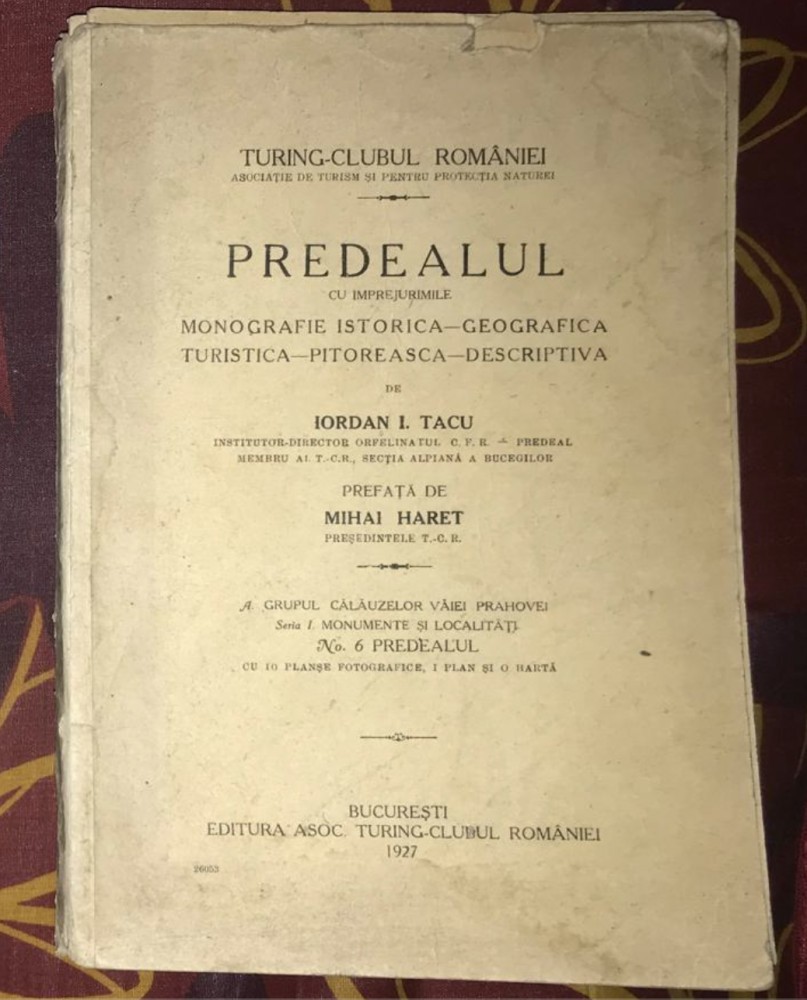 TURING-CLUBUL ROMÂNIEI
ASOCIAȚIE DE TURISM ȘI PENTRU PROTECȚIA NATUREI
PREDEALUL
CU IMPREJURIMILE
MONOGRAFIE ISTORICA—GEOGRAFICA
TURISTICA—PITOREASCA—DESCRIPTIVA
DE
IORDAN I. TACU
INSTITUTOR-DIRECTOR ORFELINATUL C. F. R. — PREDEAL
MEMBRU AL T.-C.R., SECȚIA ALPIANĂ A BUCEGILOR
PREFAȚĂ DE
MIHAI HARET
PREȘEDINTELE T.-C. R.
A. GRUPUL CĂLĂUZELOR VĂIEI PRAHOVEI
Seria I. MONUMENTE ȘI LOCALITĂȚI
No. 6 PREDEALUL
CU 10 PLANȘE FOTOGRAFICE, 1 PLAN ȘI O HARTĂ
BUCUREȘTI
EDITURA ASOC. TURING-CLUBUL ROMÂNIEI
1927
26053